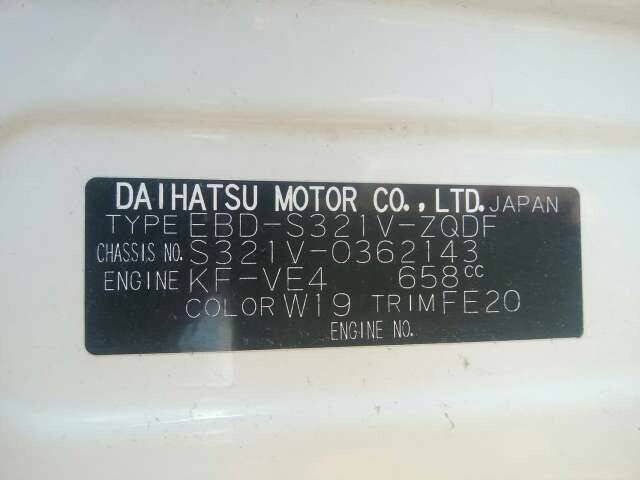 DAIHATSU MOTOR CO., LTD. JAPAN
TYPE EBD-S321V-ZQDF
CHASSIS NO. S321V-0362143
ENGINE KF-VE4 658cc
COLOR W19 TRIM FE20
ENGINE NO.